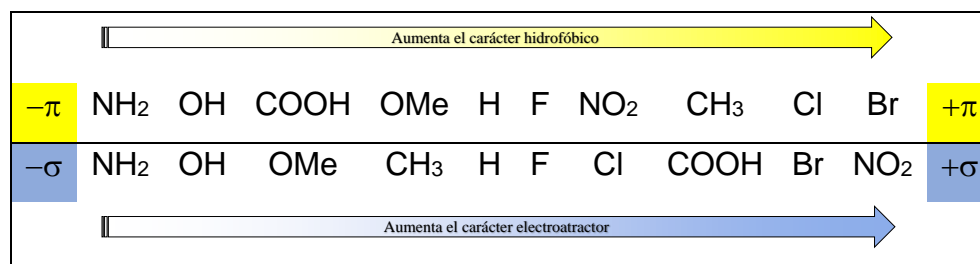 Aumenta el carácter hidrofóbico
−π NH₂ OH COOH OMe H F NO₂ CH₃ Cl Br +π
−σ NH₂ OH OMe CH₃ H F Cl COOH Br NO₂ +σ
Aumenta el carácter electroatractor